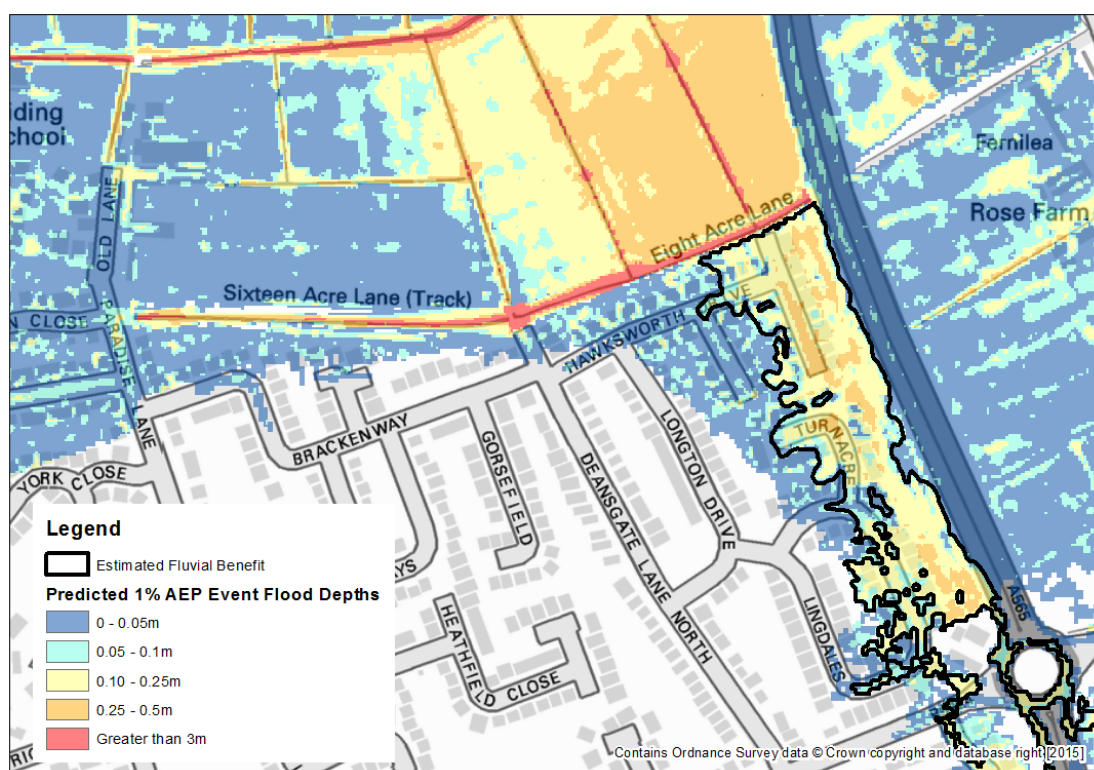 iding
chool
Fernilea
Rose Farm
OLD LANE
Eight Acre Lane
Sixteen Acre Lane (Track)
N CLOSE
PARADISE LANE
HAWKSWORTH
IVE
BRACKENWAY
GORSEFIELD
LONGTON DRIVE
TURNACRE
YORK CLOSE
DEANSGATE LANE NORTH
AYS
HEATHFIELD CLOSE
LINGDALES
A565
Legend
Estimated Fluvial Benefit
Predicted 1% AEP Event Flood Depths
0 - 0.05m
0.05 - 0.1m
0.10 - 0.25m
0.25 - 0.5m
Greater than 3m
Contains Ordnance Survey data © Crown copyright and database right [2015]